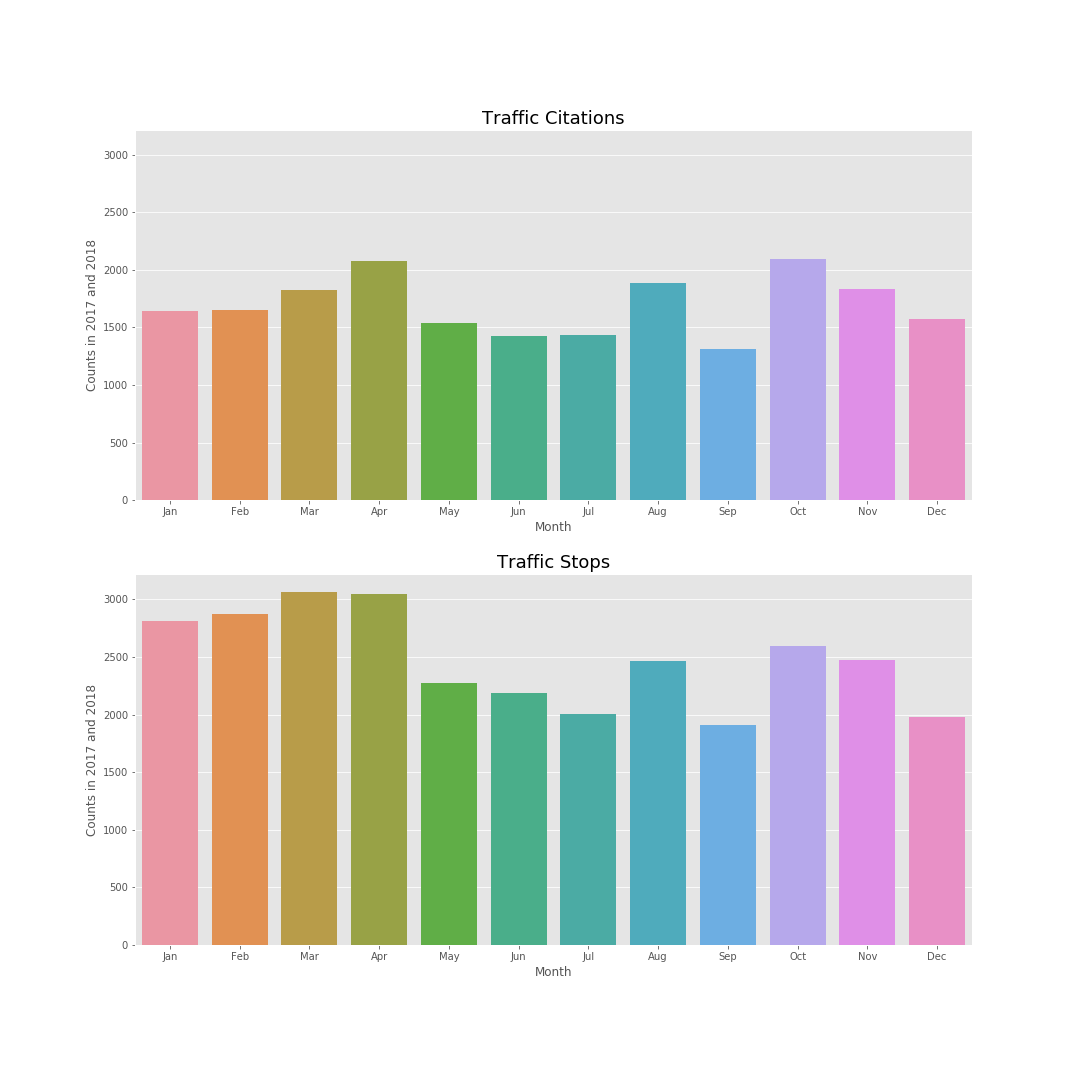 Traffic Citations
Counts in 2017 and 2018
3000
2500
2000
1500
1000
500
0
Jan Feb Mar Apr May Jun Jul Aug Sep Oct Nov Dec
Month
Traffic Stops
Counts in 2017 and 2018
3000
2500
2000
1500
1000
500
0
Jan Feb Mar Apr May Jun Jul Aug Sep Oct Nov Dec
Month